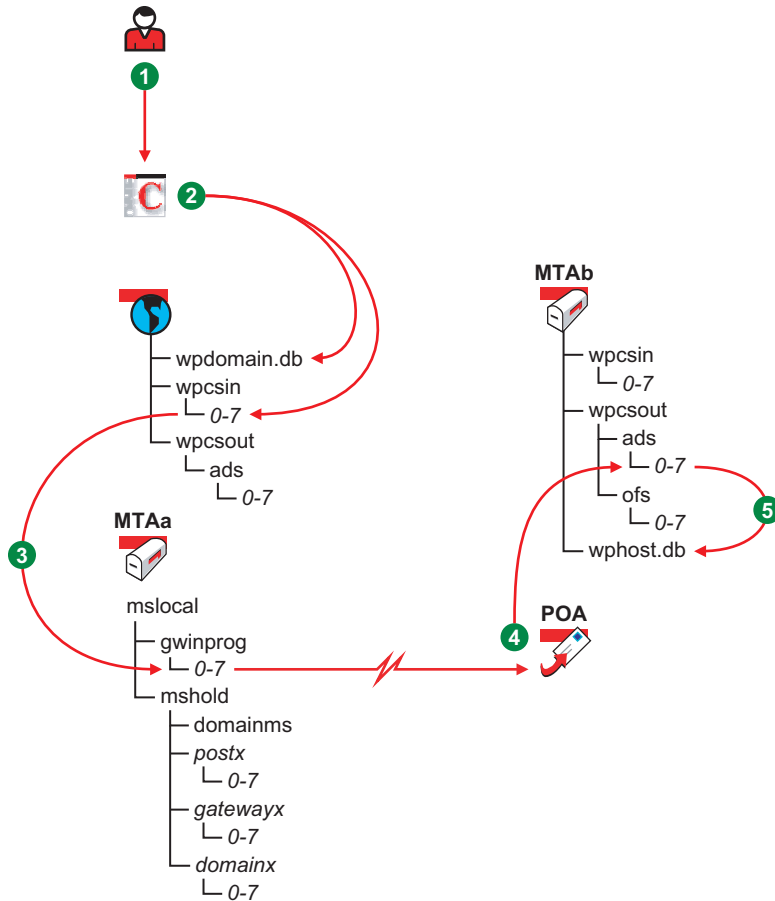 1
C
2
wpdomain.db
wpcsin
0-7
wpcsout
ads
0-7
MTAb
wpcsin
0-7
wpcsout
ads
0-7
ofs
0-7
wphost.db
5
3
MTAa
mslocal
gwinprog
0-7
mshold
domainms
postx
0-7
gatewayx
0-7
domainx
0-7
4
POA